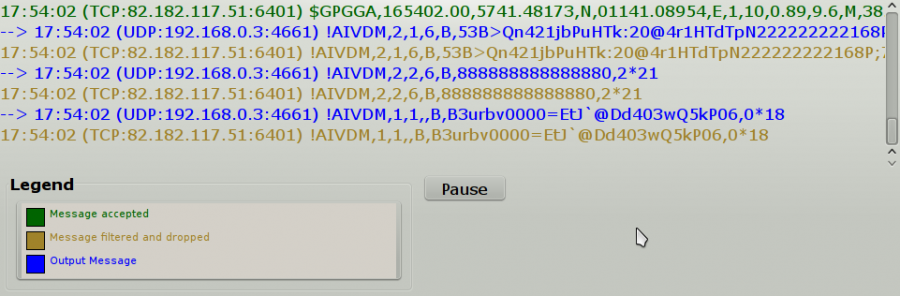 17:54:02 (TCP:82.182.117.51:6401) $GPGGA,165402.00,5741.48173,N,01141.08954,E,1,10,0.89,9.6,M,38
--> 17:54:02 (UDP:192.168.0.3:4661) !AIVDM,2,1,6,B,53B>Qn421jbPuHTk:20@4r1HTdTpN222222222168P
17:54:02 (TCP:82.182.117.51:6401) !AIVDM,2,1,6,B,53B>Qn421jbPuHTk:20@4r1HTdTpN222222222168P;7
--> 17:54:02 (UDP:192.168.0.3:4661) !AIVDM,2,2,6,B,888888888888880,2*21
17:54:02 (TCP:82.182.117.51:6401) !AIVDM,2,2,6,B,888888888888880,2*21
--> 17:54:02 (UDP:192.168.0.3:4661) !AIVDM,1,1,,B,B3urbv0000=EtJ`@Dd403wQ5kP06,0*18
17:54:02 (TCP:82.182.117.51:6401) !AIVDM,1,1,,B,B3urbv0000=EtJ`@Dd403wQ5kP06,0*18
Legend
Pause
Message accepted
Message filtered and dropped
Output Message